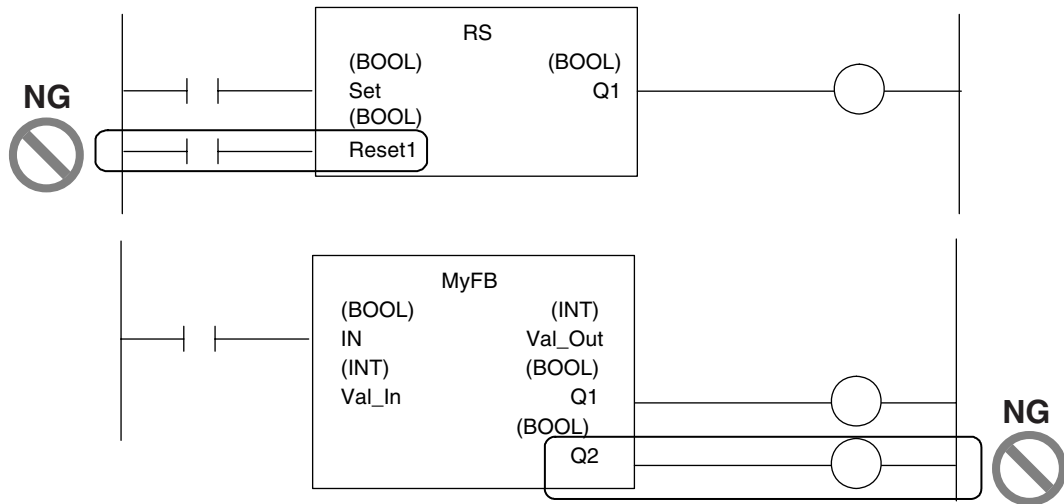 RS
(BOOL) (BOOL)
Set Q1
(BOOL)
Reset1
NG
MyFB
(BOOL) (INT)
IN Val_Out
(INT) (BOOL)
Val_In Q1
(BOOL)
Q2
NG